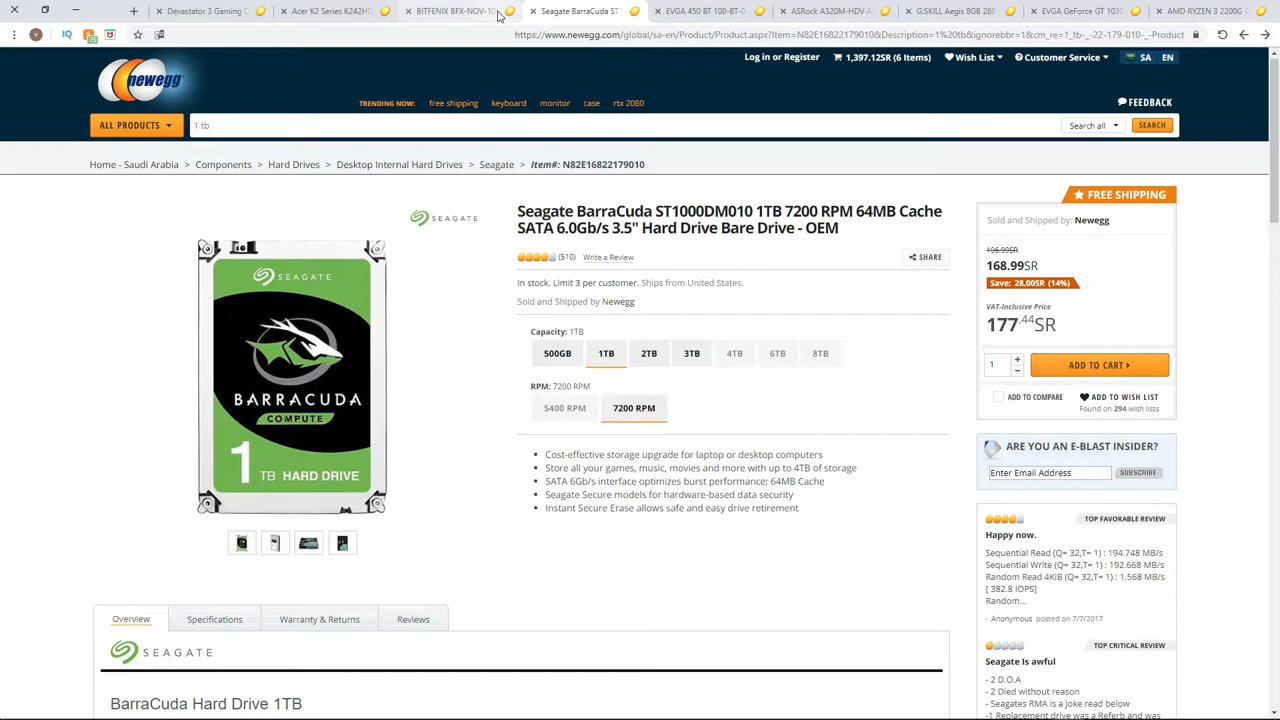 Devastator 3 Gaming C
Acer K2 Series K242HQ
BITFENIX BFX-NOV-10
Seagate BarraCuda ST
EVGA 450 BT 100-BT-0
ASRock A320M-HDV A
G.SKILL Aegis 8GB 288
EVGA GeForce GT 1030
AMD RYZEN 3 2200G
https://www.newegg.com/global/sa-en/Product/Product.aspx?Item=N82E16822179010&Description=1%20tb&ignorebbr=1&cm_re=1_tb-_-22-179-010-_-Product
newegg
Log in or Register
1,397.12SR (6 Items)
Wish List
Customer Service
SA
EN
TRENDING NOW:
free shipping
keyboard
monitor
case
rtx 2080
FEEDBACK
ALL PRODUCTS
1 tb
Search all
SEARCH
Home - Saudi Arabia > Components > Hard Drives > Desktop Internal Hard Drives > Seagate > Item#: N82E16822179010
SEAGATE
Seagate BarraCuda ST1000DM010 1TB 7200 RPM 64MB Cache
SATA 6.0Gb/s 3.5" Hard Drive Bare Drive - OEM
(510)
Write a Review
SHARE
In stock. Limit 3 per customer. Ships from United States.
Sold and Shipped by Newegg
Capacity: 1TB
500GB
1TB
2TB
3TB
4TB
6TB
8TB
RPM: 7200 RPM
5400 RPM
7200 RPM
Cost-effective storage upgrade for laptop or desktop computers
Store all your games, music, movies and more with up to 4TB of storage
SATA 6Gb/s interface optimizes burst performance; 64MB Cache
Seagate Secure models for hardware-based data security
Instant Secure Erase allows safe and easy drive retirement
SEAGATE
BARRACUDA
COMPUTE
1 TB HARD DRIVE
FREE SHIPPING
Sold and Shipped by: Newegg
196.99SR
168.99SR
Save: 28.00SR (14%)
VAT-Inclusive Price
177.44SR
1
ADD TO CART
ADD TO COMPARE
ADD TO WISH LIST
Found on 294 wish lists
ARE YOU AN E-BLAST INSIDER?
Enter Email Address
SUBSCRIBE
TOP FAVORABLE REVIEW
Happy now.
Sequential Read (Q= 32,T= 1) : 194.748 MB/s
Sequential Write (Q= 32,T= 1) : 192.668 MB/s
Random Read 4KiB (Q= 32,T= 1) : 1.568 MB/s
[ 382.8 IOPS]
Random...
- Anonymous posted on 7/7/2017
TOP CRITICAL REVIEW
Seagate Is awful
- 2 D.O.A
- 2 Died without reason
- Seagates RMA is a joke read below
-1 Replacement drive was a Referb and was
Overview
Specifications
Warranty & Returns
Reviews
SEAGATE
BarraCuda Hard Drive 1TB